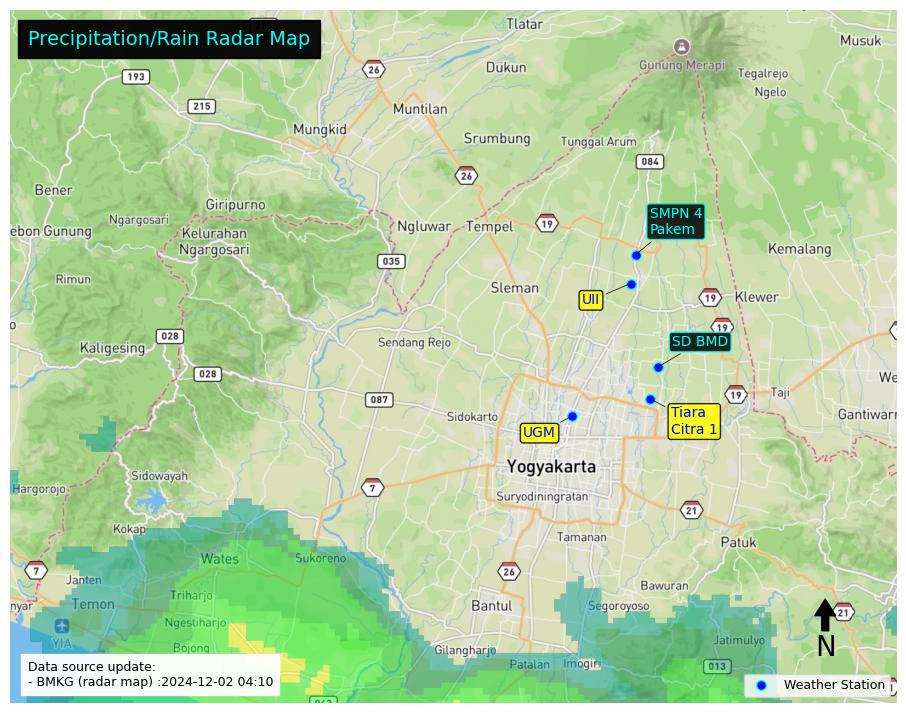 Precipitation/Rain Radar Map
Tlatar
Musuk
26
Dukun
Gunung Merapi
Tegalrejo
193
Ngelo
215
Muntilan
Mungkid
Srumbung
Tunggal Arum
084
26
Bener
Giripurno
SMPN 4
Pakem
Ngargosari
Ngluwar
Tempel
19
ebon Gunung
Kelurahan
Ngargosari
Kemalang
035
Rimun
Sleman
UII
19
Klewer
19
028
Sendang Rejo
SD BMD
Kaligesing
028
We
087
19
Taji
Sidokarto
Tiara
Citra 1
Gantiwarn
UGM
Yogyakarta
Sidowayah
Hargorojo
7
Suryodiningratan
21
Kokap
Tamanan
Patuk
Wates
Sukoreno
7
Janten
26
Bawuran
Triharjo
nyar
Temon
Bantul
Segoroyoso
21
Ngestiharjo
YIA
N
Bojong
Gilangharjo
Jatimulyo
Patalan
Imogiri
013
Data source update:
- BMKG (radar map) :2024-12-02 04:10
Weather Station